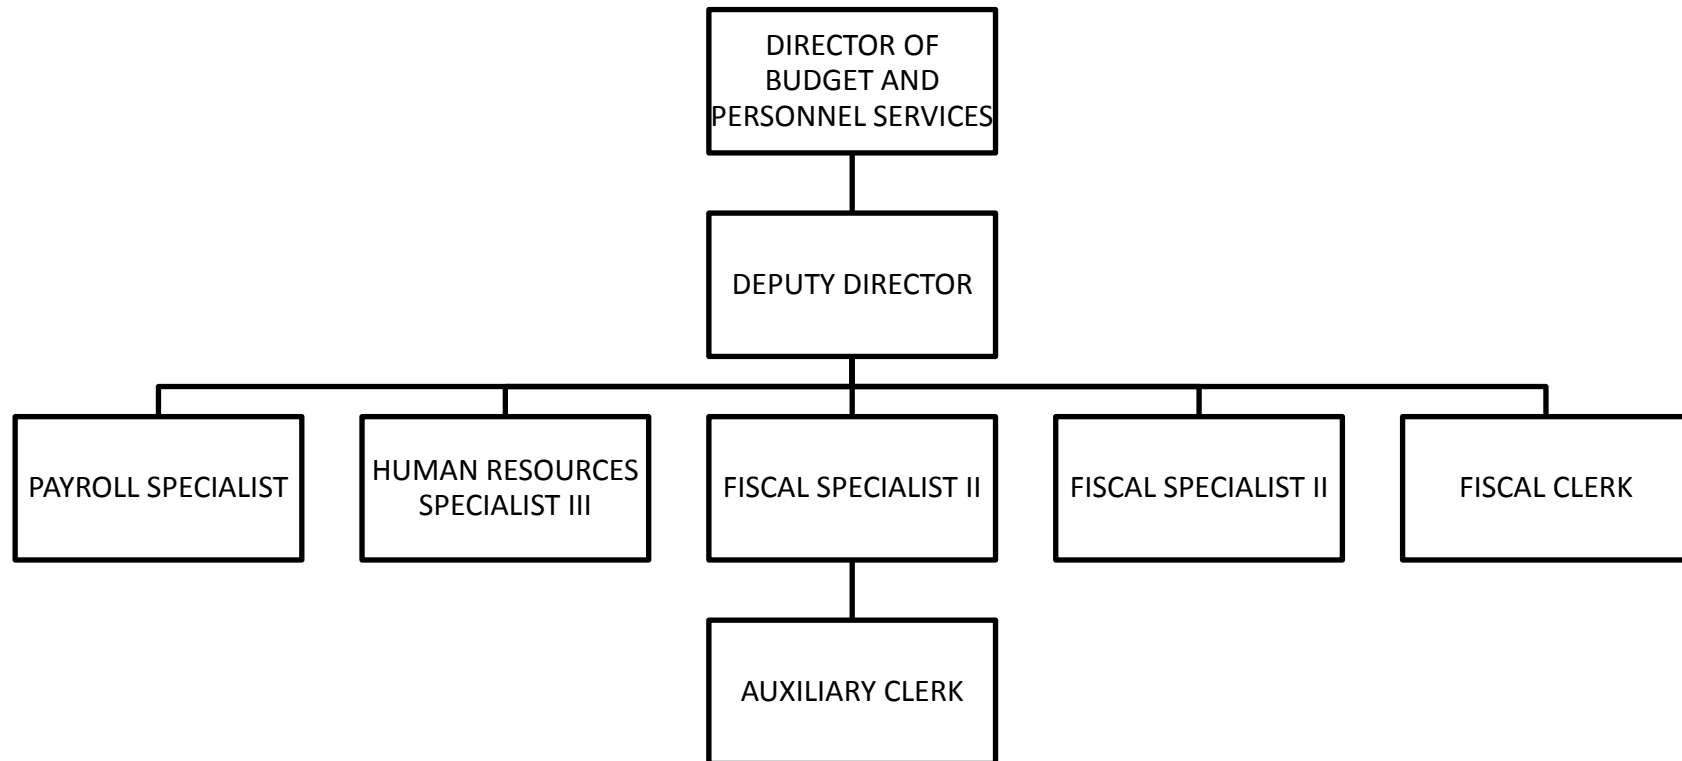 DIRECTOR OF
BUDGET AND
PERSONNEL SERVICES
DEPUTY DIRECTOR
PAYROLL SPECIALIST
HUMAN RESOURCES
SPECIALIST III
FISCAL SPECIALIST II
FISCAL SPECIALIST II
FISCAL CLERK
AUXILIARY CLERK